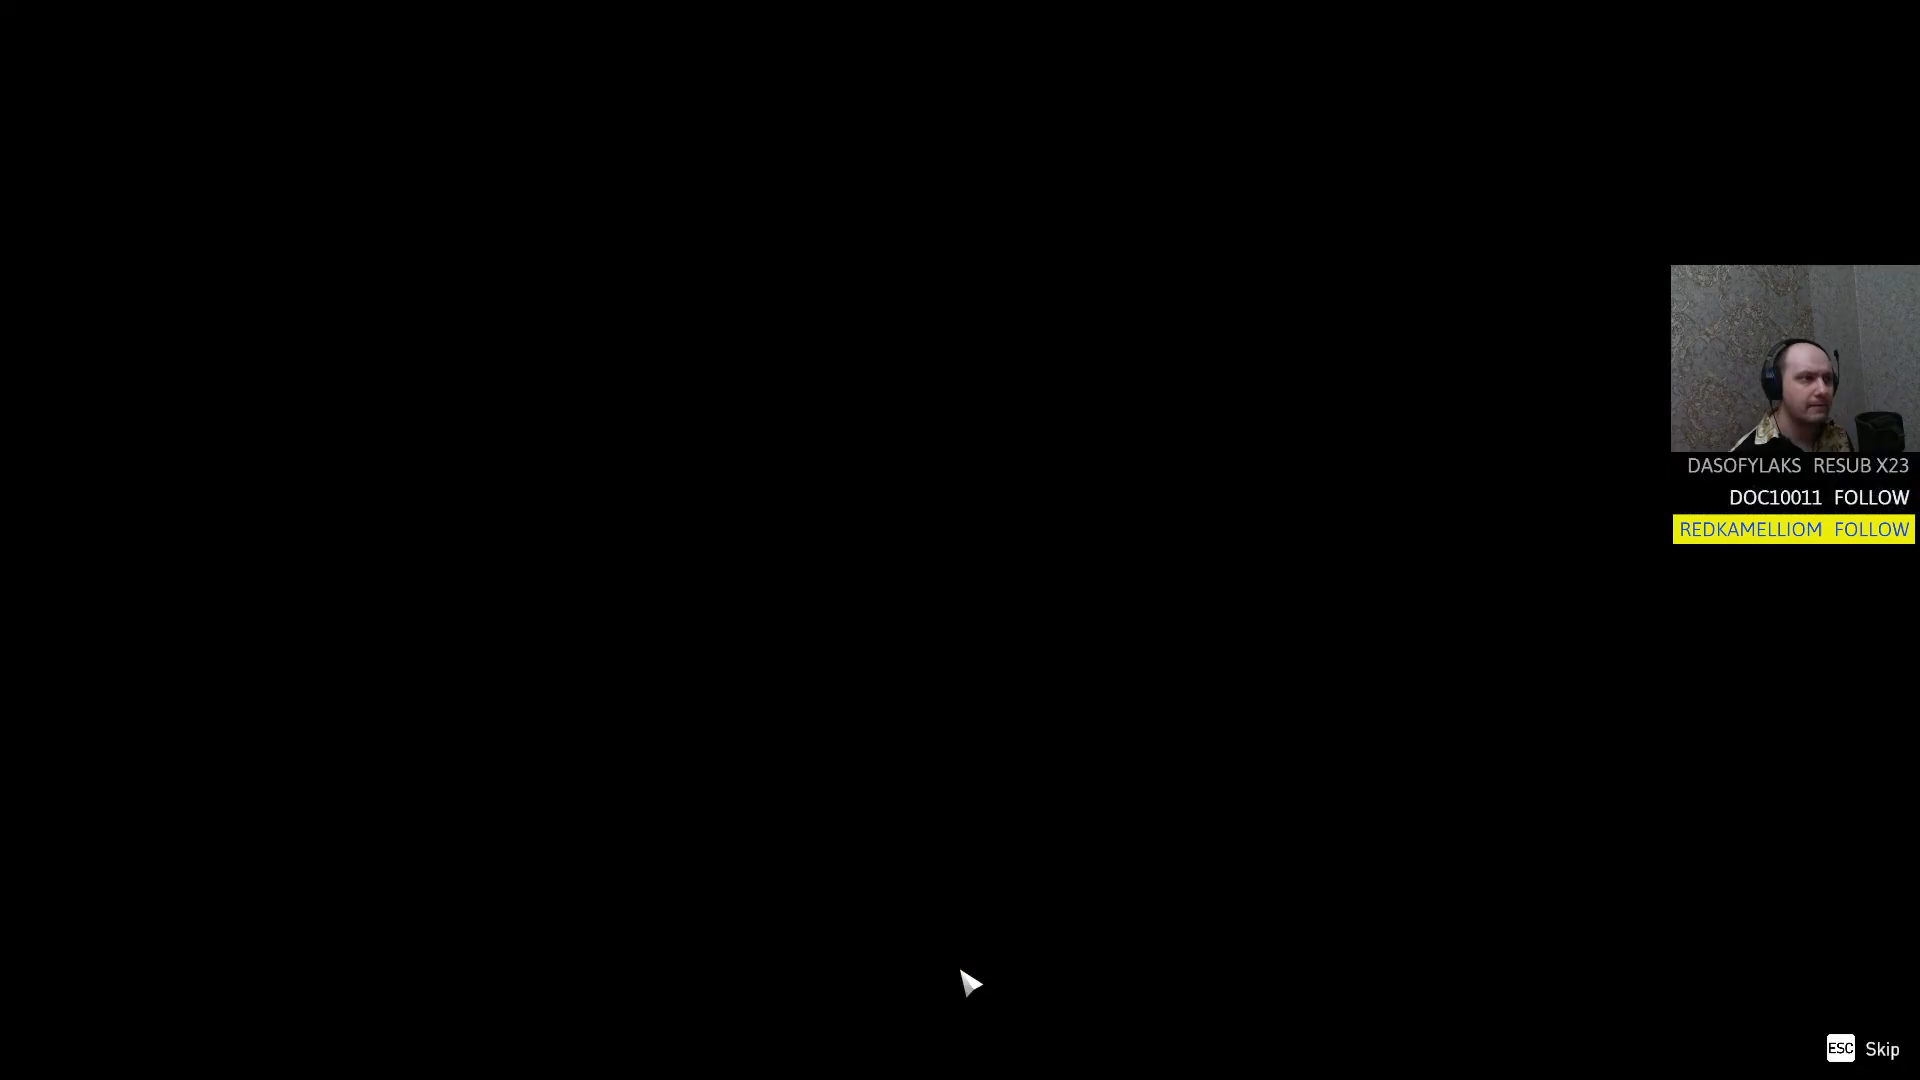 DASOFYLAKS RESUB X23
DOC10011 FOLLOW
REDKAMELLIOM FOLLOW
ESC Skip